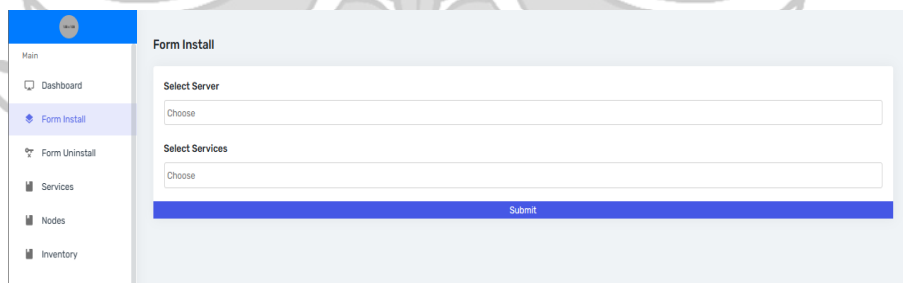 Main
Dashboard
Form Install
Form Uninstall
Services
Nodes
Inventory
Form Install
Select Server
Choose
Select Services
Choose
Submit